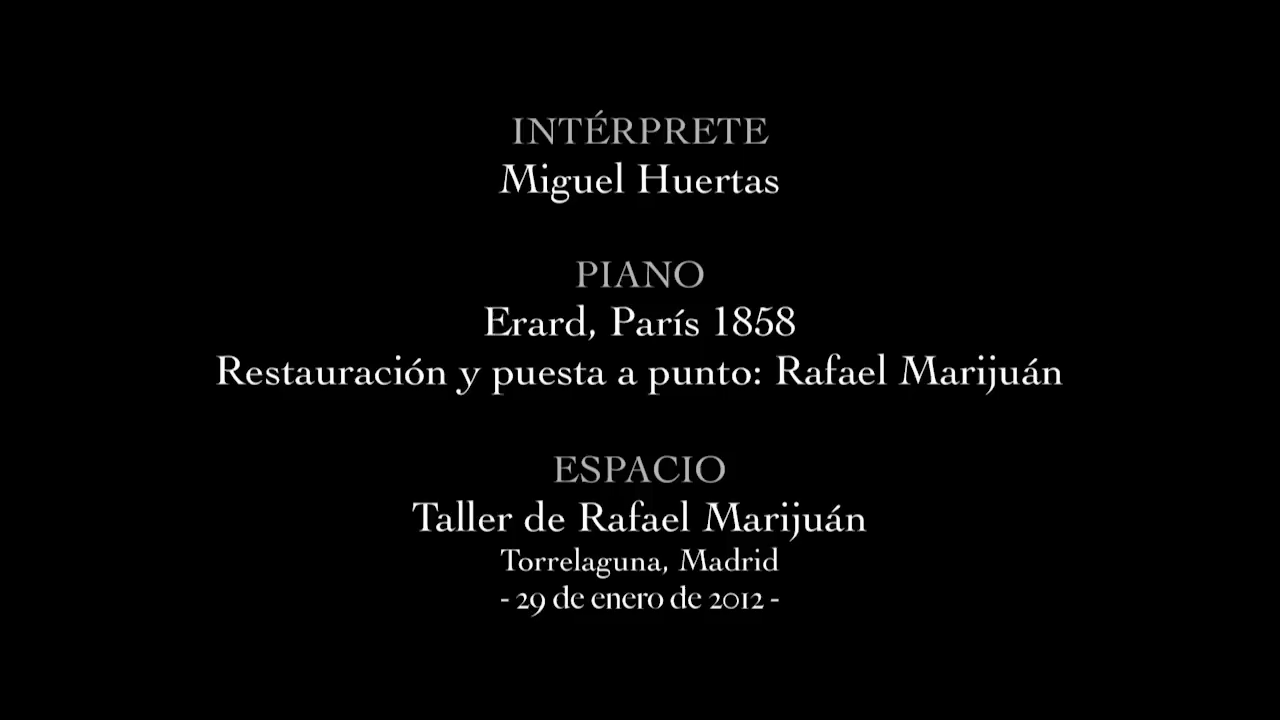 INTÉRPRETE
Miguel Huertas
PIANO
Erard, París 1858
Restauración y puesta a punto: Rafael Marijuán
ESPACIO
Taller de Rafael Marijuán
Torrelaguna, Madrid
- 29 de enero de 2012 -